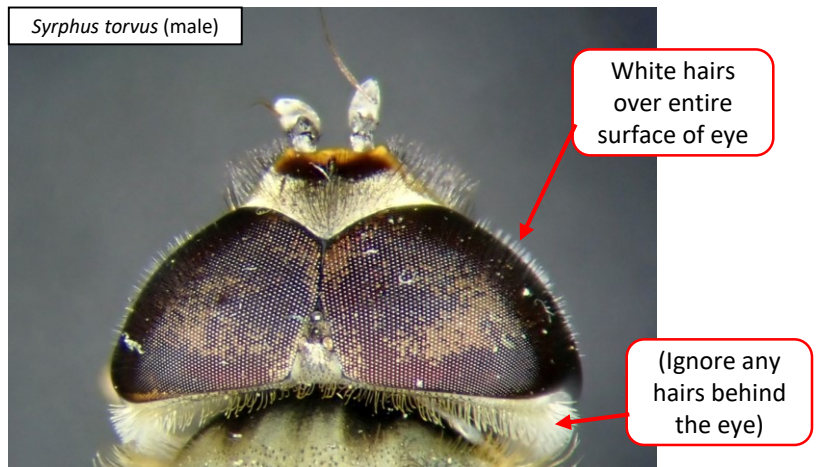 Syrphus torvus (male)
White hairs
over entire
surface of eye
(Ignore any
hairs behind
the eye)